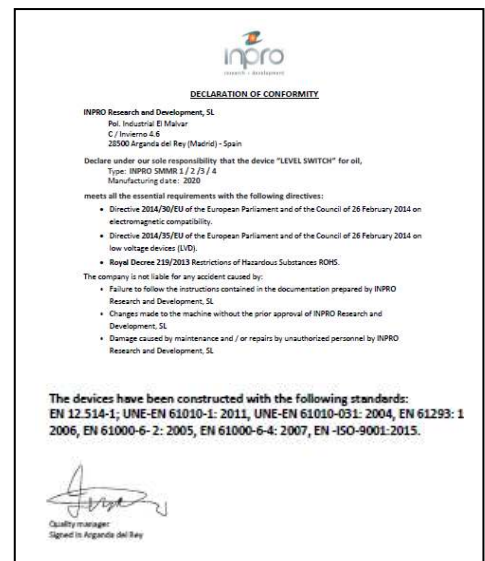 inpro
research + development
DECLARATION OF CONFORMITY
INPRO Research and Development, SL
Pol. Industrial El Malvar
C / Invierno 4.6
28500 Arganda del Rey (Madrid) - Spain
Declare under our sole responsibility that the device "LEVEL SWITCH" for oil,
Type: INPRO SMMR 1 / 2 /3 / 4
Manufacturing date: 2020
meets all the essential requirements with the following directives:
• Directive 2014/30/EU of the European Parliament and of the Council of 26 February 2014 on
electromagnetic compatibility.
• Directive 2014/35/EU of the European Parliament and of the Council of 26 February 2014 on
low voltage devices (LVD).
• Royal Decree 219/2013 Restrictions of Hazardous Substances ROHS.
The company is not liable for any accident caused by:
• Failure to follow the instructions contained in the documentation prepared by INPRO
Research and Development, SL
• Changes made to the machine without the prior approval of INPRO Research and
Development, SL
• Damage caused by maintenance and / or repairs by unauthorized personnel by INPRO
Research and Development, SL
The devices have been constructed with the following standards:
EN 12.514-1; UNE-EN 61010-1: 2011, UNE-EN 61010-031: 2004, EN 61293: 1
2006, EN 61000-6- 2: 2005, EN 61000-6-4: 2007, EN -ISO-9001:2015.
Quality manager
Signed in Arganda del Rey